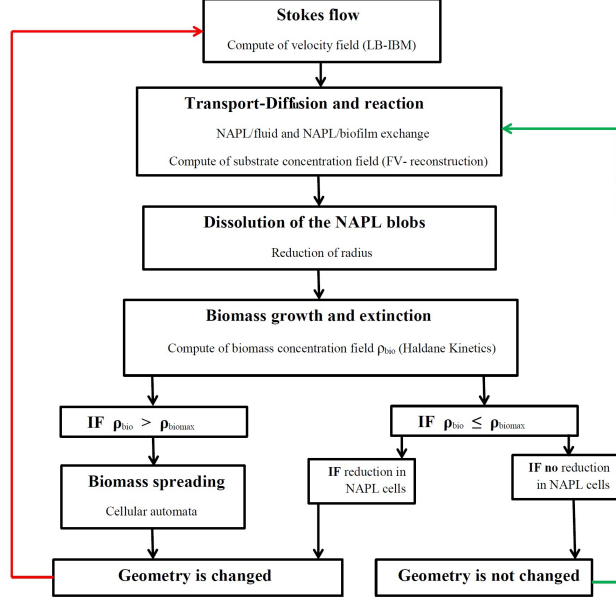 Stokes flow
Compute of velocity field (LB-IBM)
Transport-Diffusion and reaction
NAPL/fluid and NAPL/biofilm exchange
Compute of substrate concentration field (FV- reconstruction)
Dissolution of the NAPL blobs
Reduction of radius
Biomass growth and extinction
Compute of biomass concentration field ρbio (Haldane Kinetics)
IF ρbio > ρbiomax
IF ρbio ≤ ρbiomax
Biomass spreading
Cellular automata
IF reduction in
NAPL cells
IF no reduction
in NAPL cells
Geometry is changed
Geometry is not changed